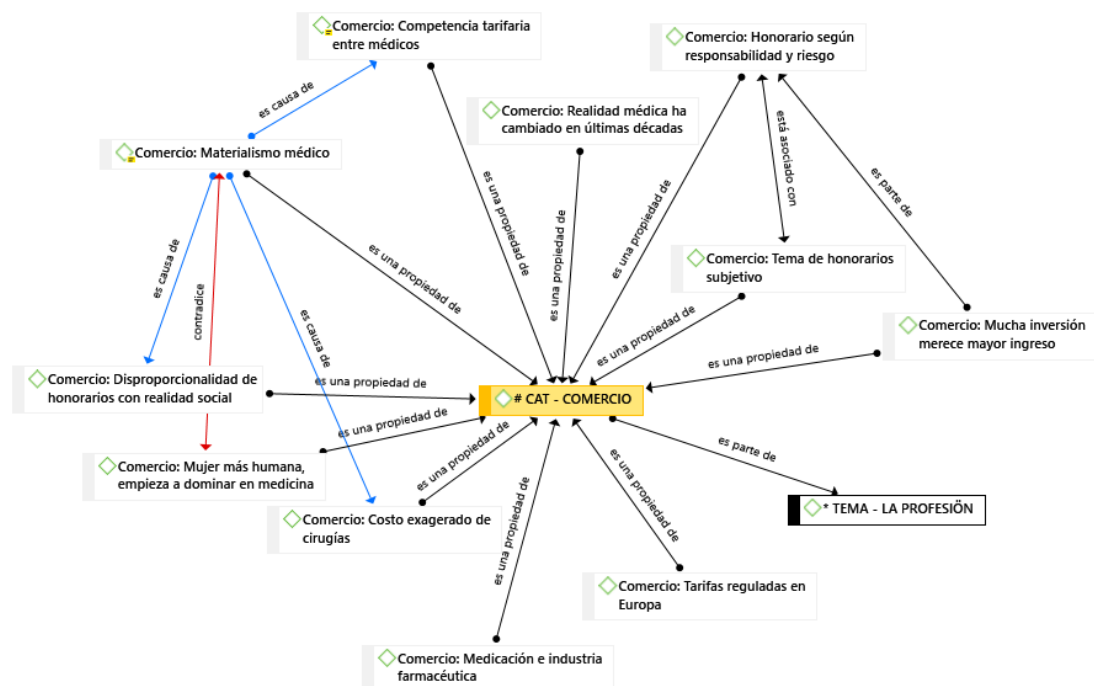 Comercio: Competencia tarifaria
entre médicos
Comercio: Honorario según
responsabilidad y riesgo
es causa de
Comercio: Realidad médica ha
cambiado en últimas décadas
está asociado con
Comercio: Materialismo médico
es una propiedad de
es una propiedad de
es una propiedad de
es una propiedad de
es parte de
Comercio: Tema de honorarios
subjetivo
es causa de
contradice
es causa de
es una propiedad de
Comercio: Mucha inversión
merece mayor ingreso
es una propiedad de
Comercio: Disproporcionalidad de
honorarios con realidad social
es una propiedad de
# CAT - COMERCIO
es una propiedad de
es parte de
Comercio: Mujer más humana,
empieza a dominar en medicina
es una propiedad de
es una propiedad de
es una propiedad de
* TEMA - LA PROFESIÖN
Comercio: Costo exagerado de
cirugías
Comercio: Tarifas reguladas en
Europa
Comercio: Medicación e industria
farmacéutica